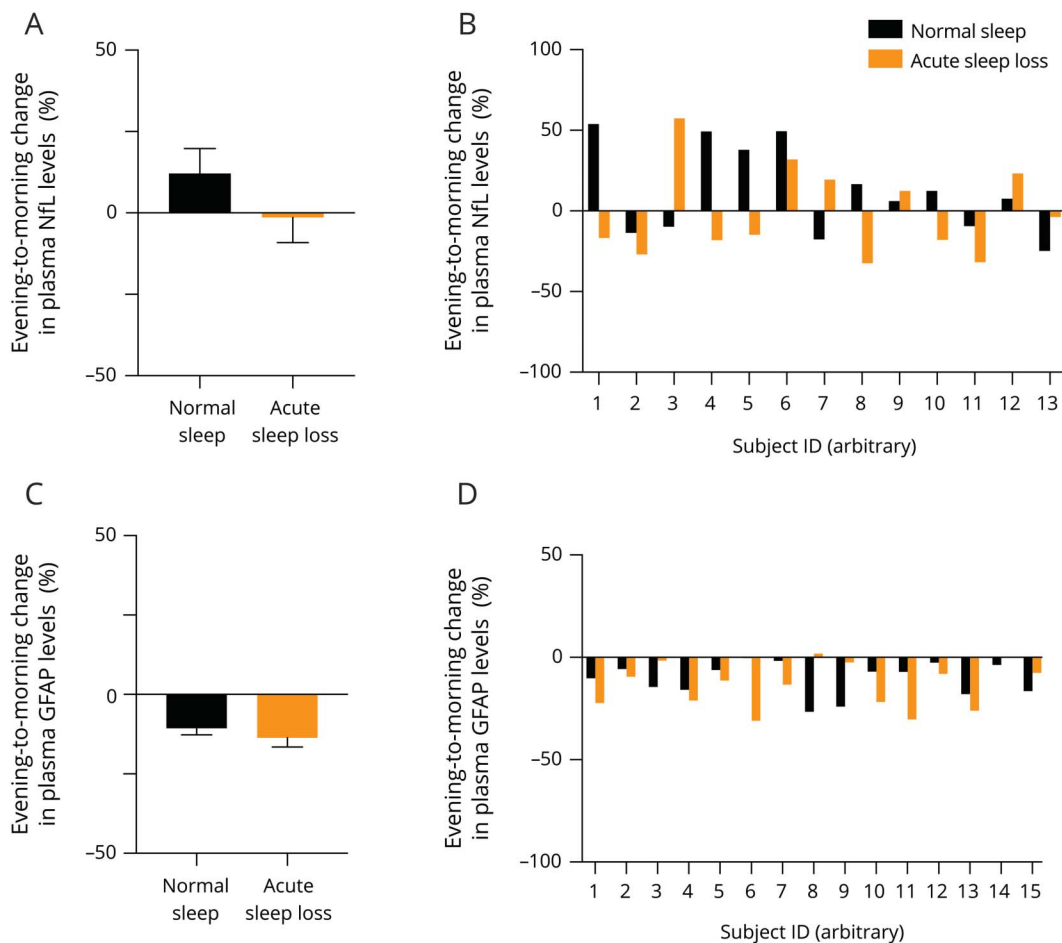 A
Evening-to-morning change
in plasma NfL levels (%)
50
0
–50
Normal
sleep
Acute
sleep loss
B
Normal sleep
Acute sleep loss
Evening-to-morning change
in plasma NfL levels (%)
100
50
0
–50
–100
1 2 3 4 5 6 7 8 9 10 11 12 13
Subject ID (arbitrary)
C
Evening-to-morning change
in plasma GFAP levels (%)
50
0
–50
Normal
sleep
Acute
sleep loss
D
Evening-to-morning change
in plasma GFAP levels (%)
50
0
–50
–100
1 2 3 4 5 6 7 8 9 10 11 12 13 14 15
Subject ID (arbitrary)